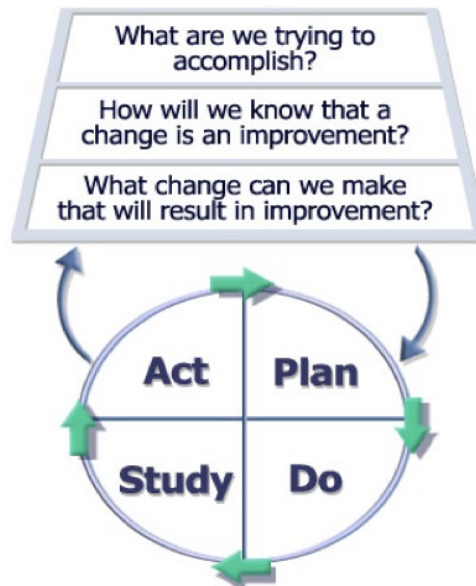 What are we trying to
accomplish?
How will we know that a
change is an improvement?
What change can we make
that will result in improvement?
Act
Plan
Study
Do